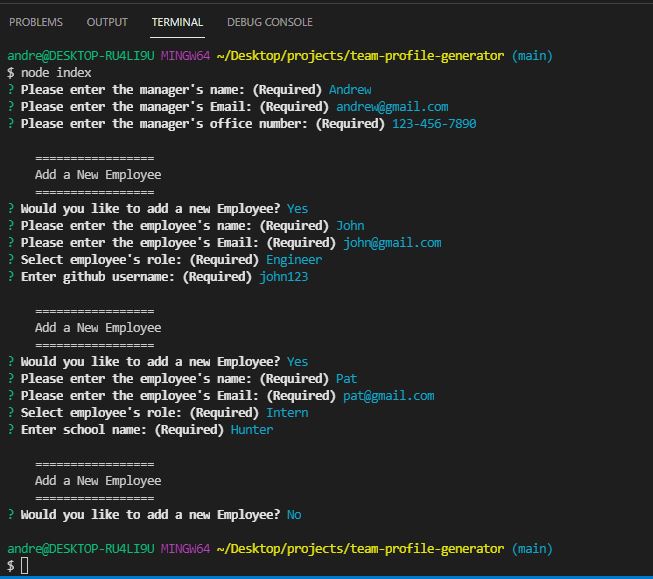 PROBLEMS OUTPUT TERMINAL DEBUG CONSOLE
andre@DESKTOP-RU4LI9U MINGW64 ~/Desktop/projects/team-profile-generator (main)
$ node index
? Please enter the manager's name: (Required) Andrew
? Please enter the manager's Email: (Required) andrew@gmail.com
? Please enter the manager's office number: (Required) 123-456-7890
=================
Add a New Employee
=================
? Would you like to add a new Employee? Yes
? Please enter the employee's name: (Required) John
? Please enter the employee's Email: (Required) john@gmail.com
? Select employee's role: (Required) Engineer
? Enter github username: (Required) john123
=================
Add a New Employee
=================
? Would you like to add a new Employee? Yes
? Please enter the employee's name: (Required) Pat
? Please enter the employee's Email: (Required) pat@gmail.com
? Select employee's role: (Required) Intern
? Enter school name: (Required) Hunter
=================
Add a New Employee
=================
? Would you like to add a new Employee? No
andre@DESKTOP-RU4LI9U MINGW64 ~/Desktop/projects/team-profile-generator (main)
$